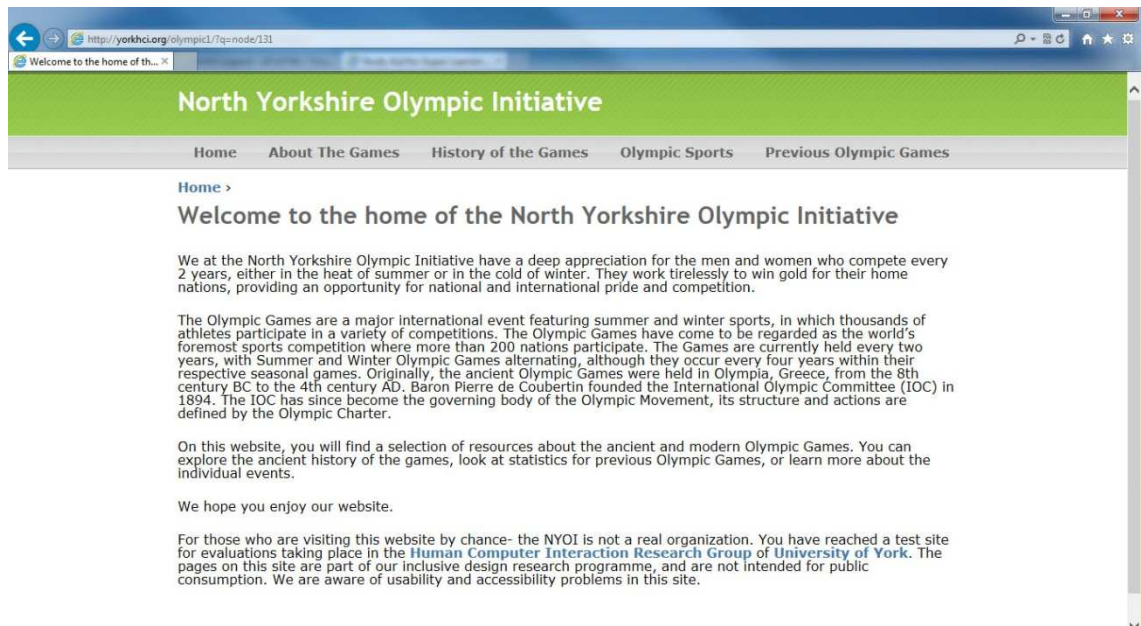 http://yorkhci.org/olympic1/?q=node/131
Welcome to the home of th...
North Yorkshire Olympic Initiative
Home About The Games History of the Games Olympic Sports Previous Olympic Games
Home ›
Welcome to the home of the North Yorkshire Olympic Initiative
We at the North Yorkshire Olympic Initiative have a deep appreciation for the men and women who compete every
2 years, either in the heat of summer or in the cold of winter. They work tirelessly to win gold for their home
nations, providing an opportunity for national and international pride and competition.
The Olympic Games are a major international event featuring summer and winter sports, in which thousands of
athletes participate in a variety of competitions. The Olympic Games have come to be regarded as the world's
foremost sports competition where more than 200 nations participate. The Games are currently held every two
years, with Summer and Winter Olympic Games alternating, although they occur every four years within their
respective seasonal games. Originally, the ancient Olympic Games were held in Olympia, Greece, from the 8th
century BC to the 4th century AD. Baron Pierre de Coubertin founded the International Olympic Committee (IOC) in
1894. The IOC has since become the governing body of the Olympic Movement, its structure and actions are
defined by the Olympic Charter.
On this website, you will find a selection of resources about the ancient and modern Olympic Games. You can
explore the ancient history of the games, look at statistics for previous Olympic Games, or learn more about the
individual events.
We hope you enjoy our website.
For those who are visiting this website by chance- the NYOI is not a real organization. You have reached a test site
for evaluations taking place in the Human Computer Interaction Research Group of University of York. The
pages on this site are part of our inclusive design research programme, and are not intended for public
consumption. We are aware of usability and accessibility problems in this site.